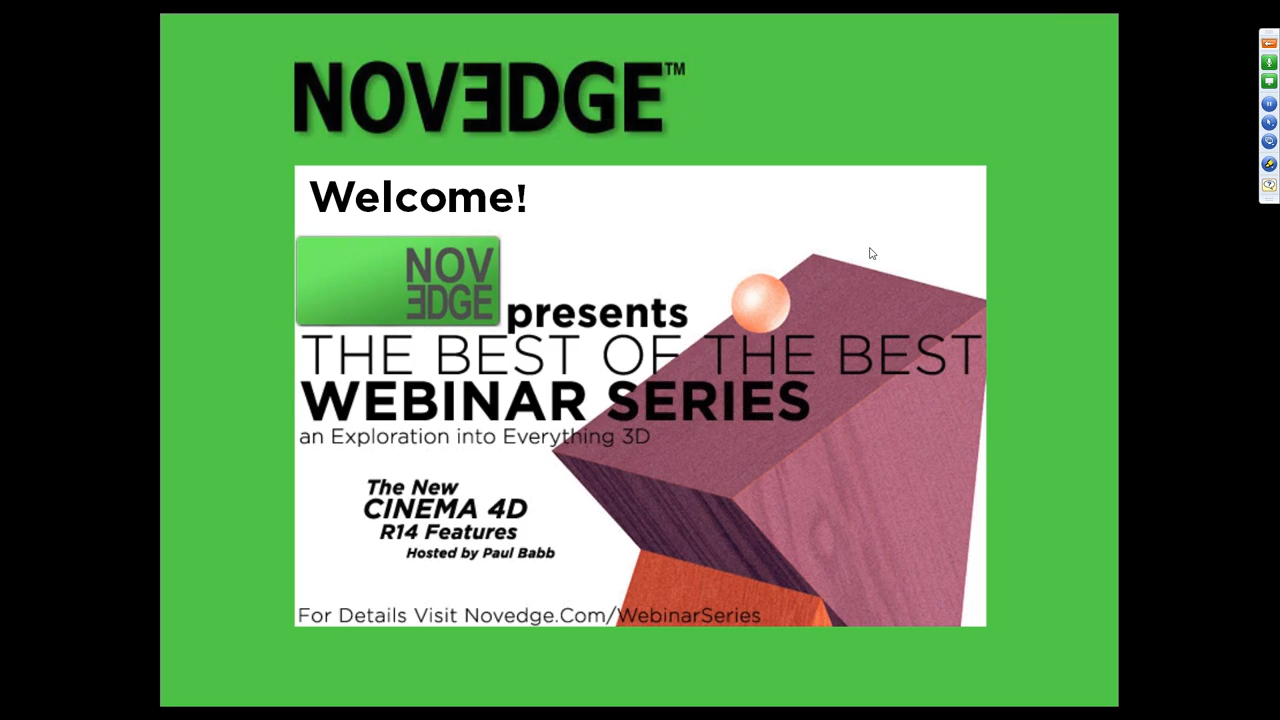 NOVEDGE™
Welcome!
NOV
EDGE
presents
THE BEST OF THE BEST
WEBINAR SERIES
an Exploration into Everything 3D
The New
CINEMA 4D
R14 Features
Hosted by Paul Babb
For Details Visit Novedge.Com/WebinarSeries